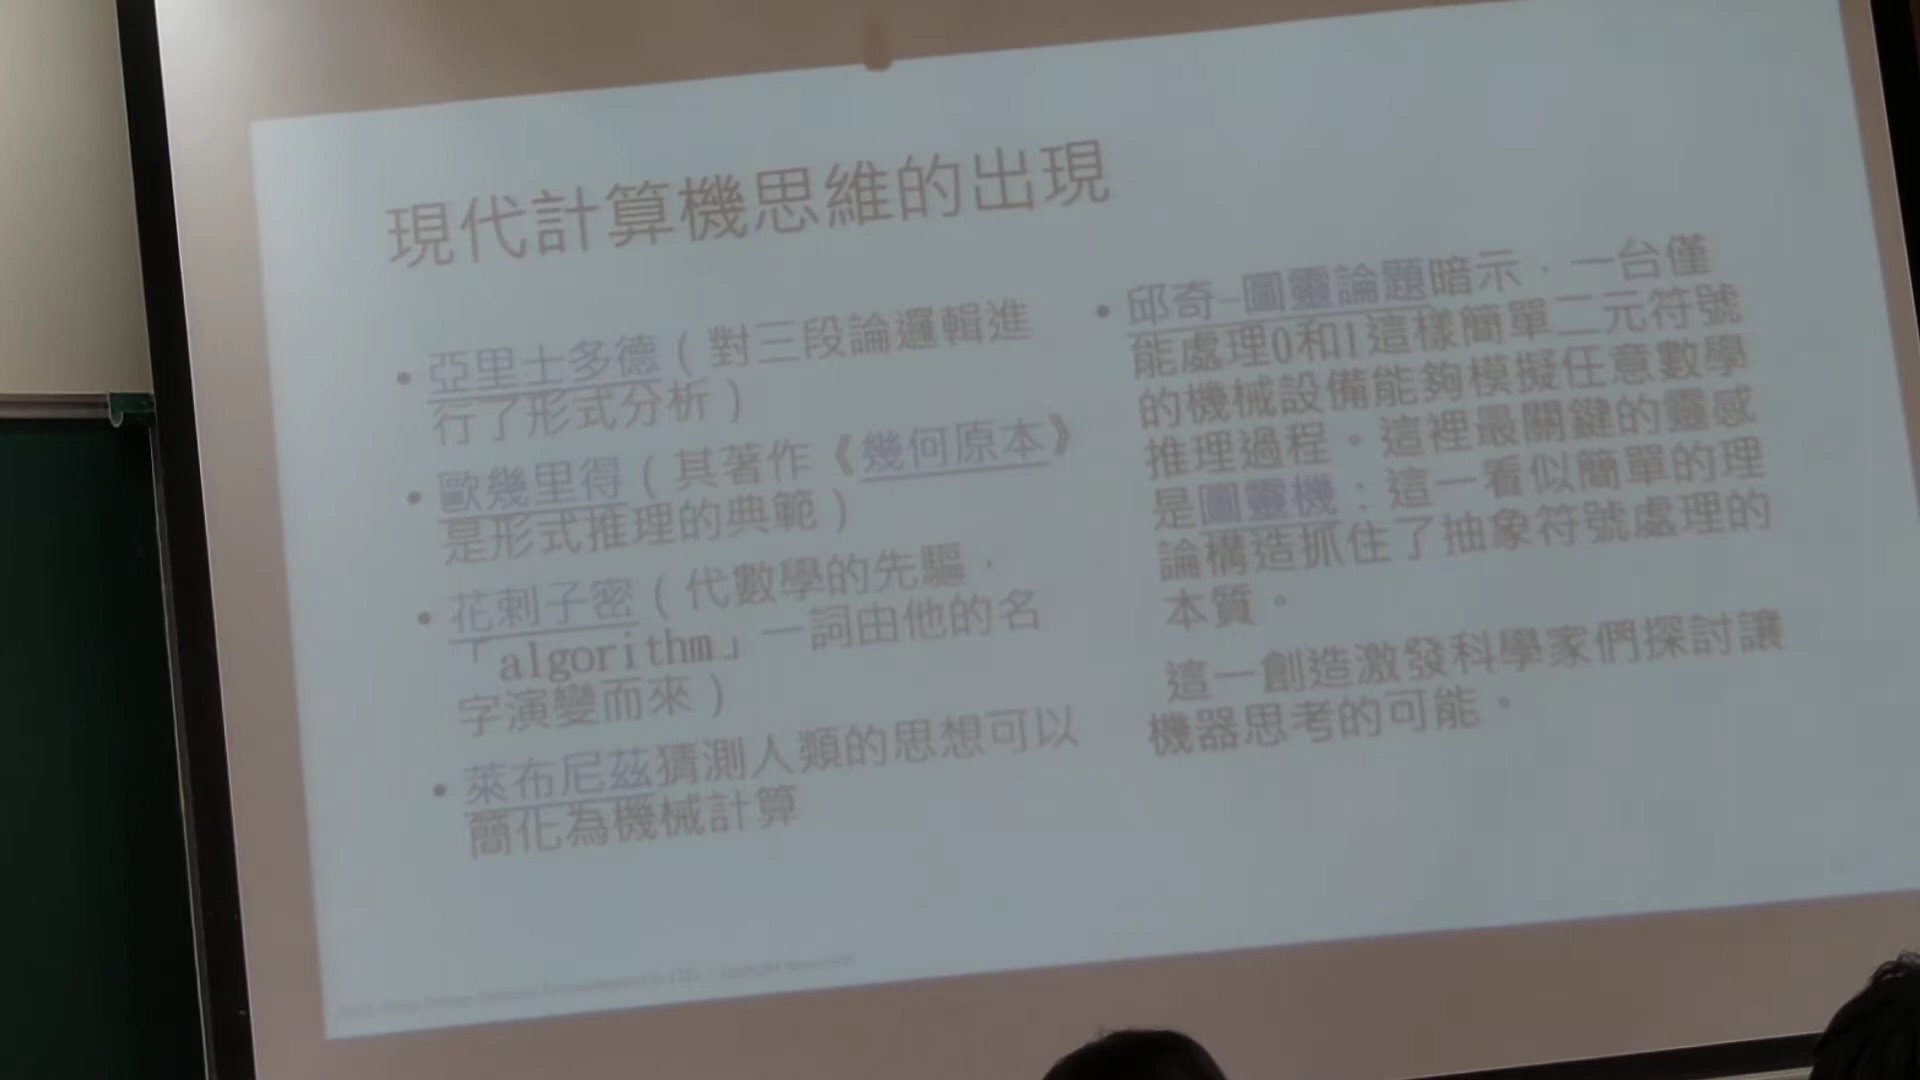 現代計算機思維的出現
• 亞里士多德（對三段論邏輯進
行了形式分析）
• 歐幾里得（其著作《幾何原本》
是形式推理的典範）
• 花剌子密（代數學的先驅，
「algorithm」一詞由他的名
字演變而來）
• 萊布尼茲猜測人類的思想可以
簡化為機械計算
• 邱奇-圖靈論題暗示，一台僅
能處理0和1這樣簡單二元符號
的機械設備能夠模擬任意數學
推理過程。這裡最關鍵的靈感
是圖靈機：這一看似簡單的理
論構造抓住了抽象符號處理的
本質。
這一創造激發科學家們探討讓
機器思考的可能。